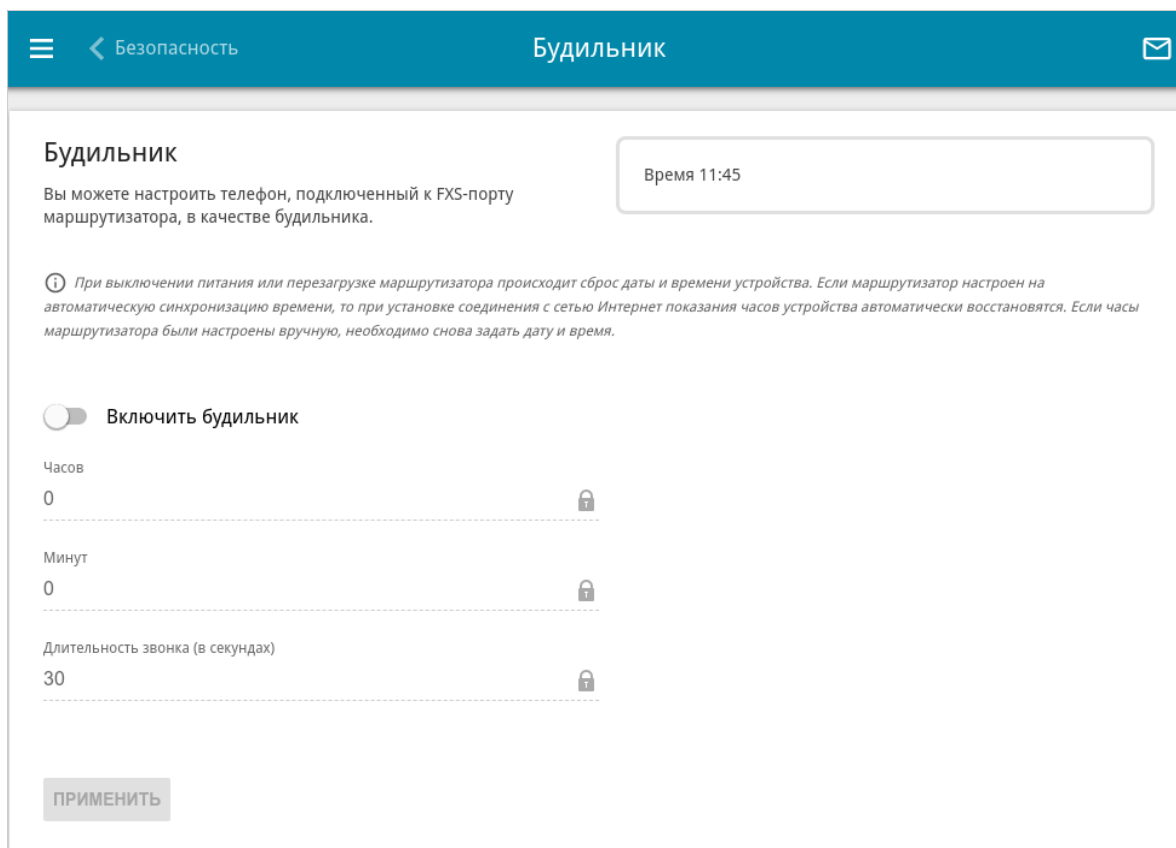 Безопасность
Будильник
Будильник
Вы можете настроить телефон, подключенный к FXS-порту
маршрутизатора, в качестве будильника.
Время 11:45
При выключении питания или перезагрузке маршрутизатора происходит сброс даты и времени устройства. Если маршрутизатор настроен на
автоматическую синхронизацию времени, то при установке соединения с сетью Интернет показания часов устройства автоматически восстановятся. Если часы
маршрутизатора были настроены вручную, необходимо снова задать дату и время.
Включить будильник
Часов
0
Минут
0
Длительность звонка (в секундах)
30
ПРИМЕНИТЬ